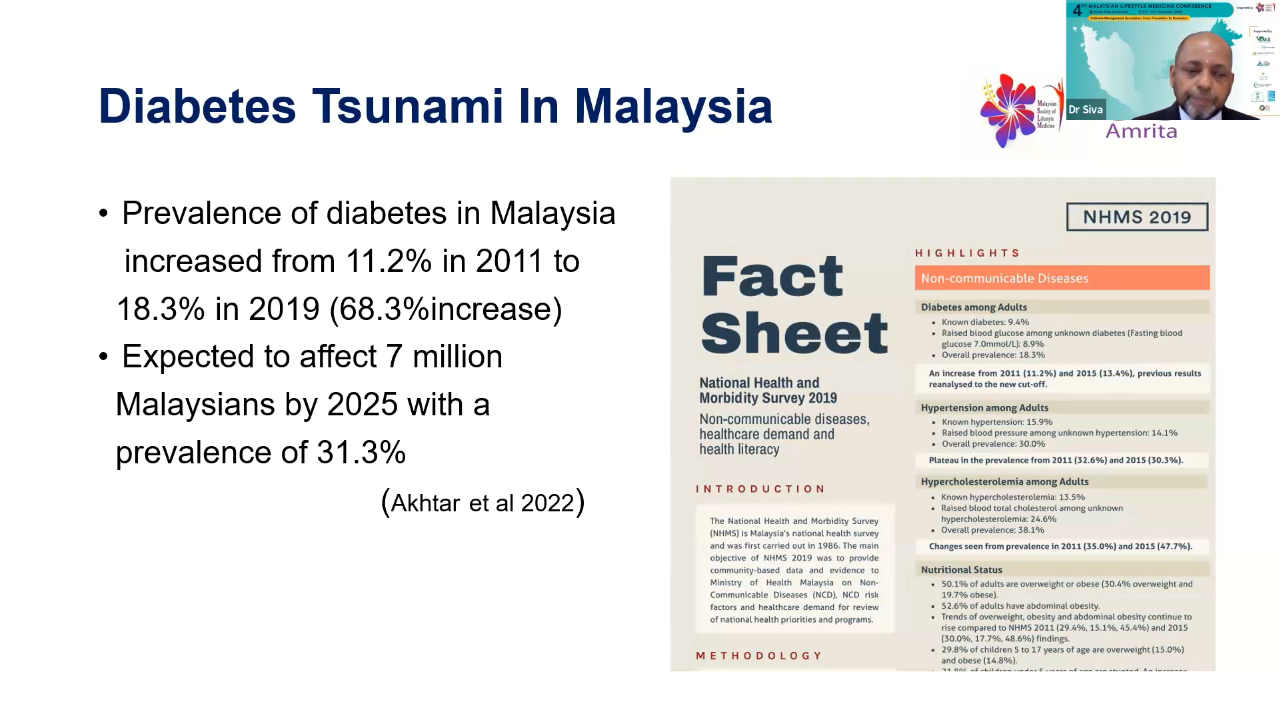 Diabetes Tsunami In Malaysia
• Prevalence of diabetes in Malaysia
increased from 11.2% in 2011 to
18.3% in 2019 (68.3%increase)
• Expected to affect 7 million
Malaysians by 2025 with a
prevalence of 31.3%
(Akhtar et al 2022)
Malaysian
Society of
Lifestyle
Medicine
4TH MALAYSIAN LIFESTYLE MEDICINE CONFERENCE
Dr Siva
Amrita
NHMS 2019
Fact
Sheet
National Health and
Morbidity Survey 2019
Non-communicable diseases,
healthcare demand and
health literacy
INTRODUCTION
The National Health and Morbidity Survey
(NHMS) is Malaysia's national health survey
and was first carried out in 1986. The main
objective of NHMS 2019 was to provide
community-based data and evidence to
Ministry of Health Malaysia on Non-
Communicable Diseases (NCD), NCD risk
factors and healthcare demand for review
of national health priorities and programs.
METHODOLOGY
HIGHLIGHTS
Non-communicable Diseases
Diabetes among Adults
• Known diabetes: 9.4%
• Raised blood glucose among unknown diabetes (Fasting blood
glucose 7.0mmol/L): 8.9%
• Overall prevalence: 18.3%
An increase from 2011 (11.2%) and 2015 (13.4%), previous results
reanalysed to the new cut-off.
Hypertension among Adults
• Known hypertension: 15.9%
• Raised blood pressure among unknown hypertension: 14.1%
• Overall prevalence: 30.0%
Plateau in the prevalence from 2011 (32.6%) and 2015 (30.3%).
Hypercholesterolemia among Adults
• Known hypercholesterolemia: 13.5%
• Raised blood total cholesterol among unknown
hypercholesterolemia: 24.6%
• Overall prevalence: 38.1%
Changes seen from prevalence in 2011 (35.0%) and 2015 (47.7%).
Nutritional Status
• 50.1% of adults are overweight or obese (30.4% overweight and
19.7% obese).
• 52.6% of adults have abdominal obesity.
• Trends of overweight, obesity and abdominal obesity continue to
rise compared to NHMS 2011 (29.4%, 15.1%, 45.4%) and 2015
(30.0%, 17.7%, 48.6%) findings.
• 29.8% of children 5 to 17 years of age are overweight (15.0%)
and obese (14.8%).